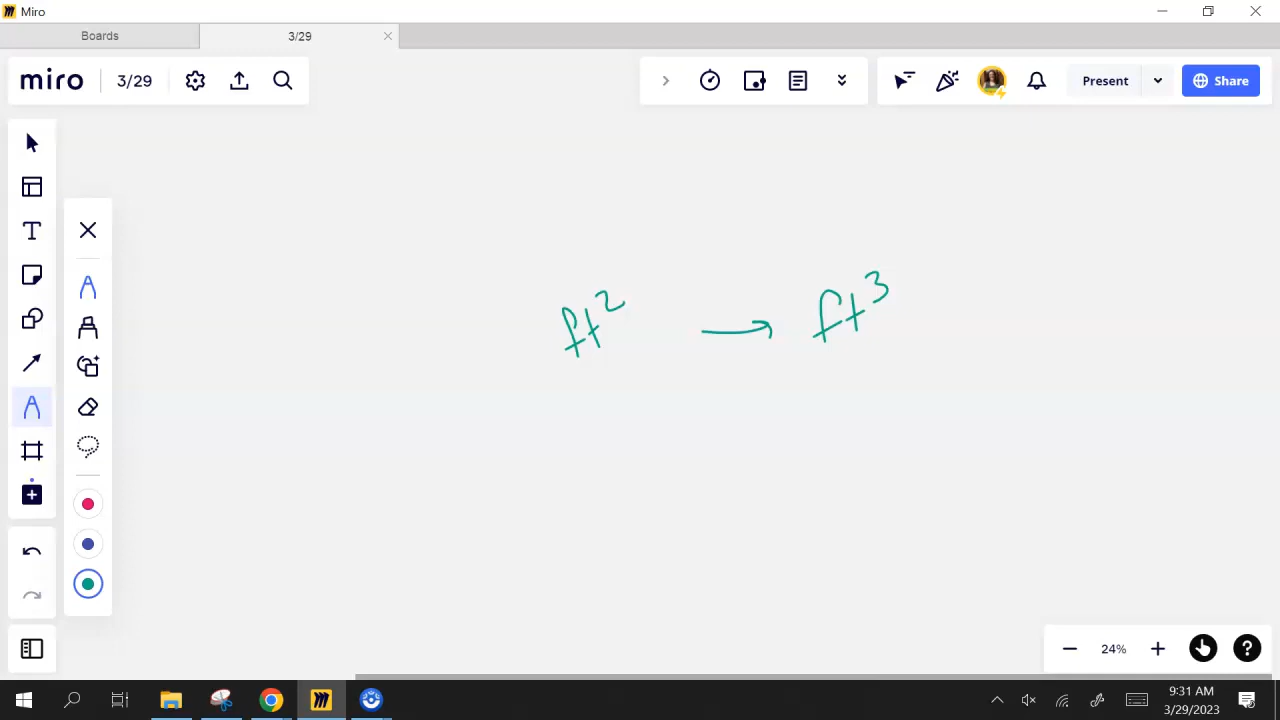 Miro
Boards
3/29
miro
3/29
Present
Share
ft² → ft³
24%
9:31 AM
3/29/2023